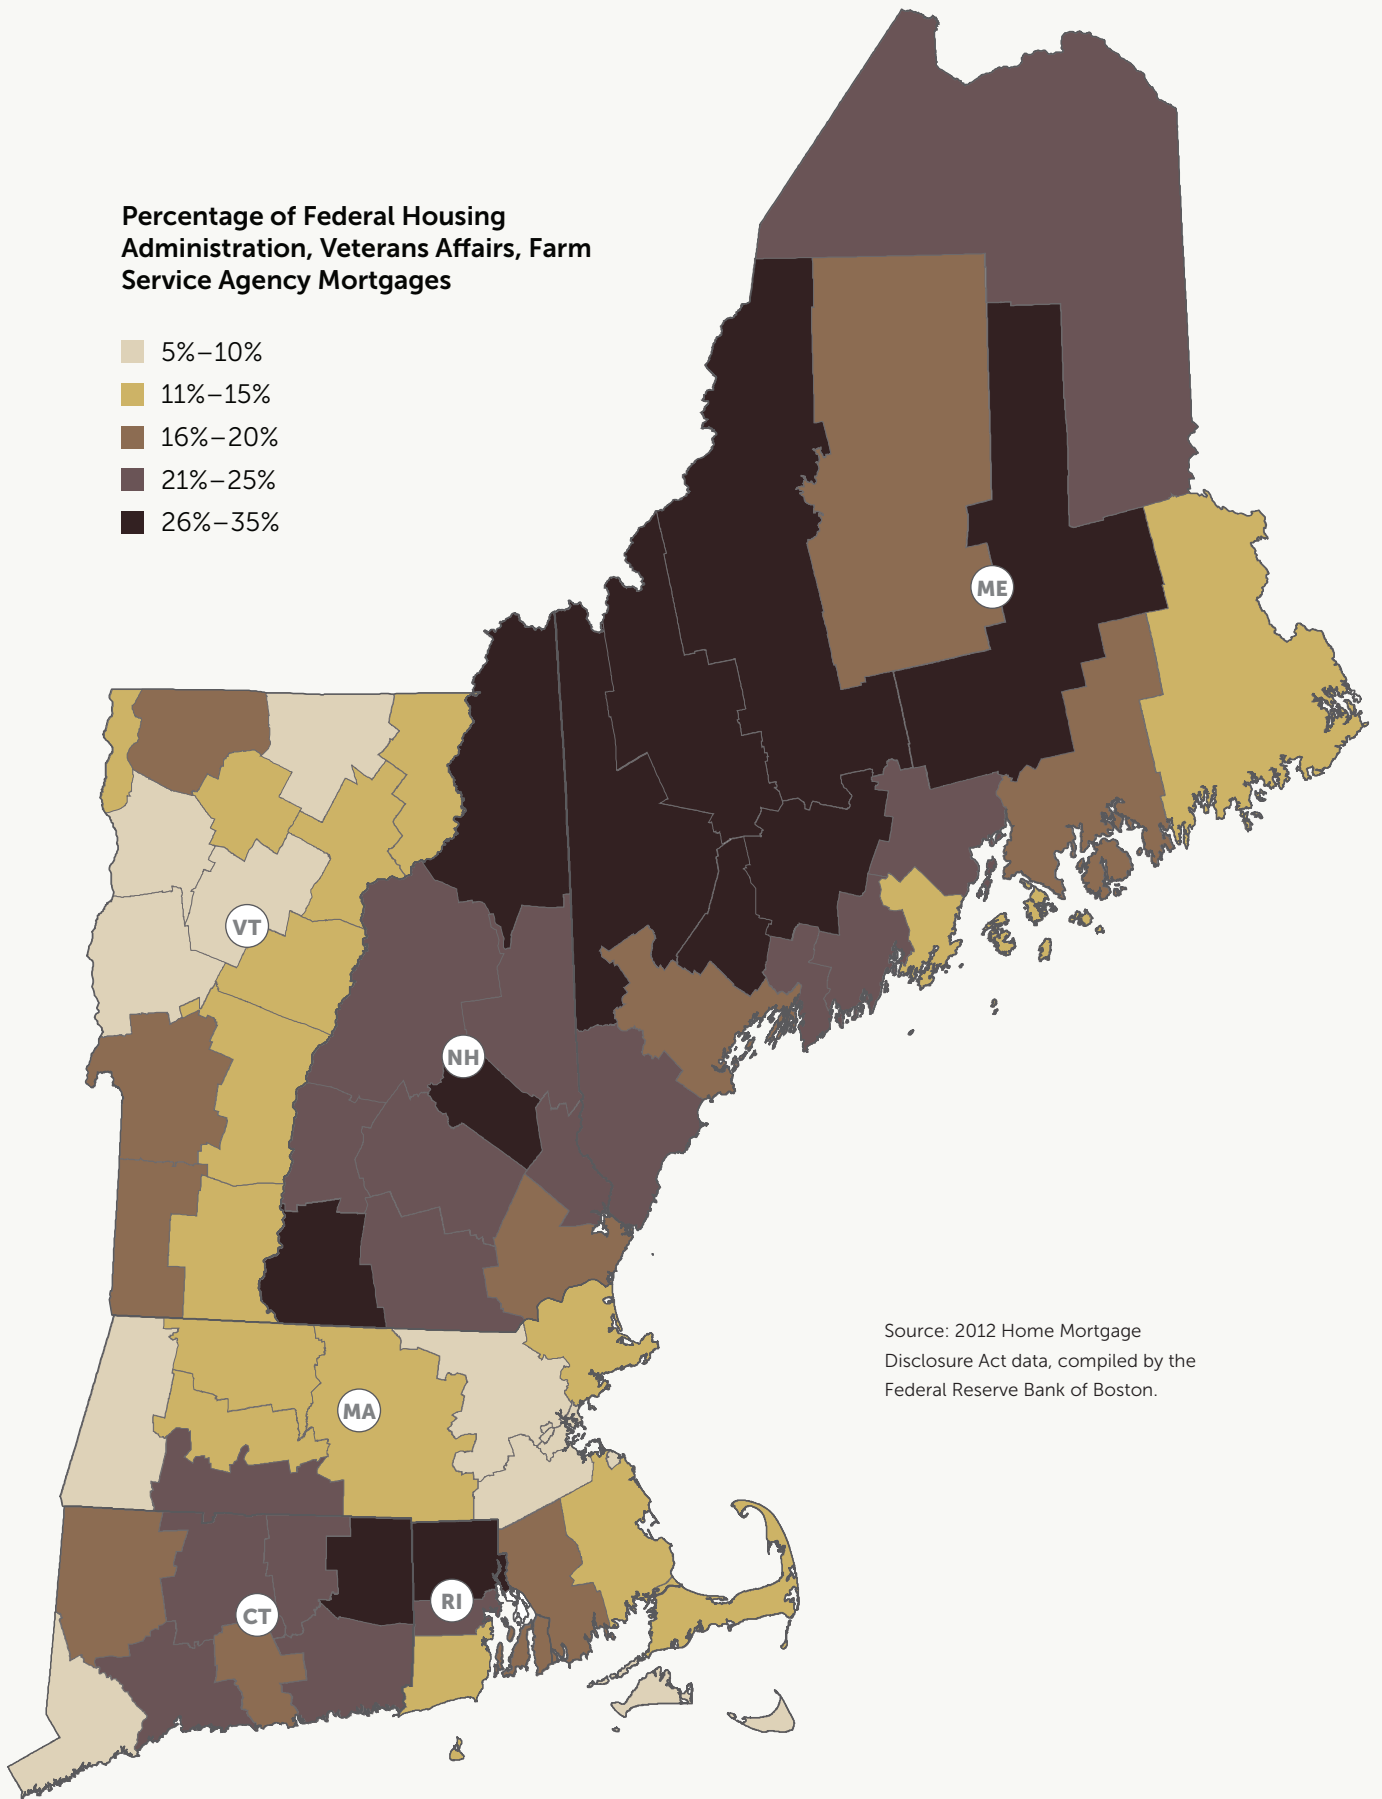 Percentage of Federal Housing
Administration, Veterans Affairs, Farm
Service Agency Mortgages
5%–10%
11%–15%
16%–20%
21%–25%
26%–35%
ME
VT
NH
Source: 2012 Home Mortgage
Disclosure Act data, compiled by the
Federal Reserve Bank of Boston.
MA
RI
CT